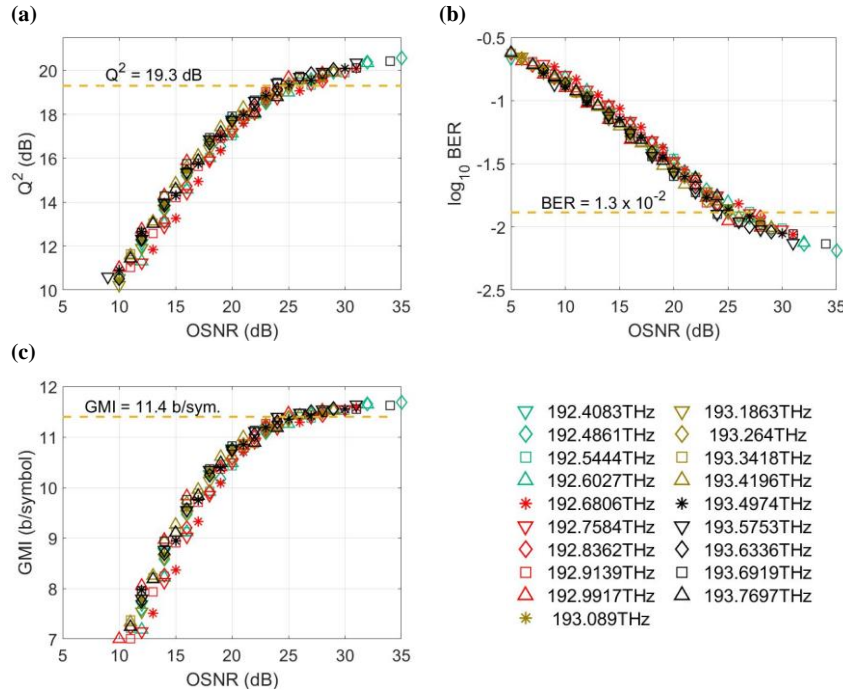 (a)
(b)
Q² = 19.3 dB
Q² (dB)
20
18
16
14
12
10
5
10
15
20
25
30
35
OSNR (dB)
log₁₀ BER
-0.5
-1
-1.5
-2
-2.5
BER = 1.3 x 10⁻²
5
10
15
20
25
30
35
OSNR (dB)
(c)
GMI = 11.4 b/sym.
GMI (b/symbol)
12
11
10
9
8
7
5
10
15
20
25
30
35
OSNR (dB)
192.4083THz
192.4861THz
192.5444THz
192.6027THz
192.6806THz
192.7584THz
192.8362THz
192.9139THz
192.9917THz
193.089THz
193.1863THz
193.264THz
193.3418THz
193.4196THz
193.4974THz
193.5753THz
193.6336THz
193.6919THz
193.7697THz